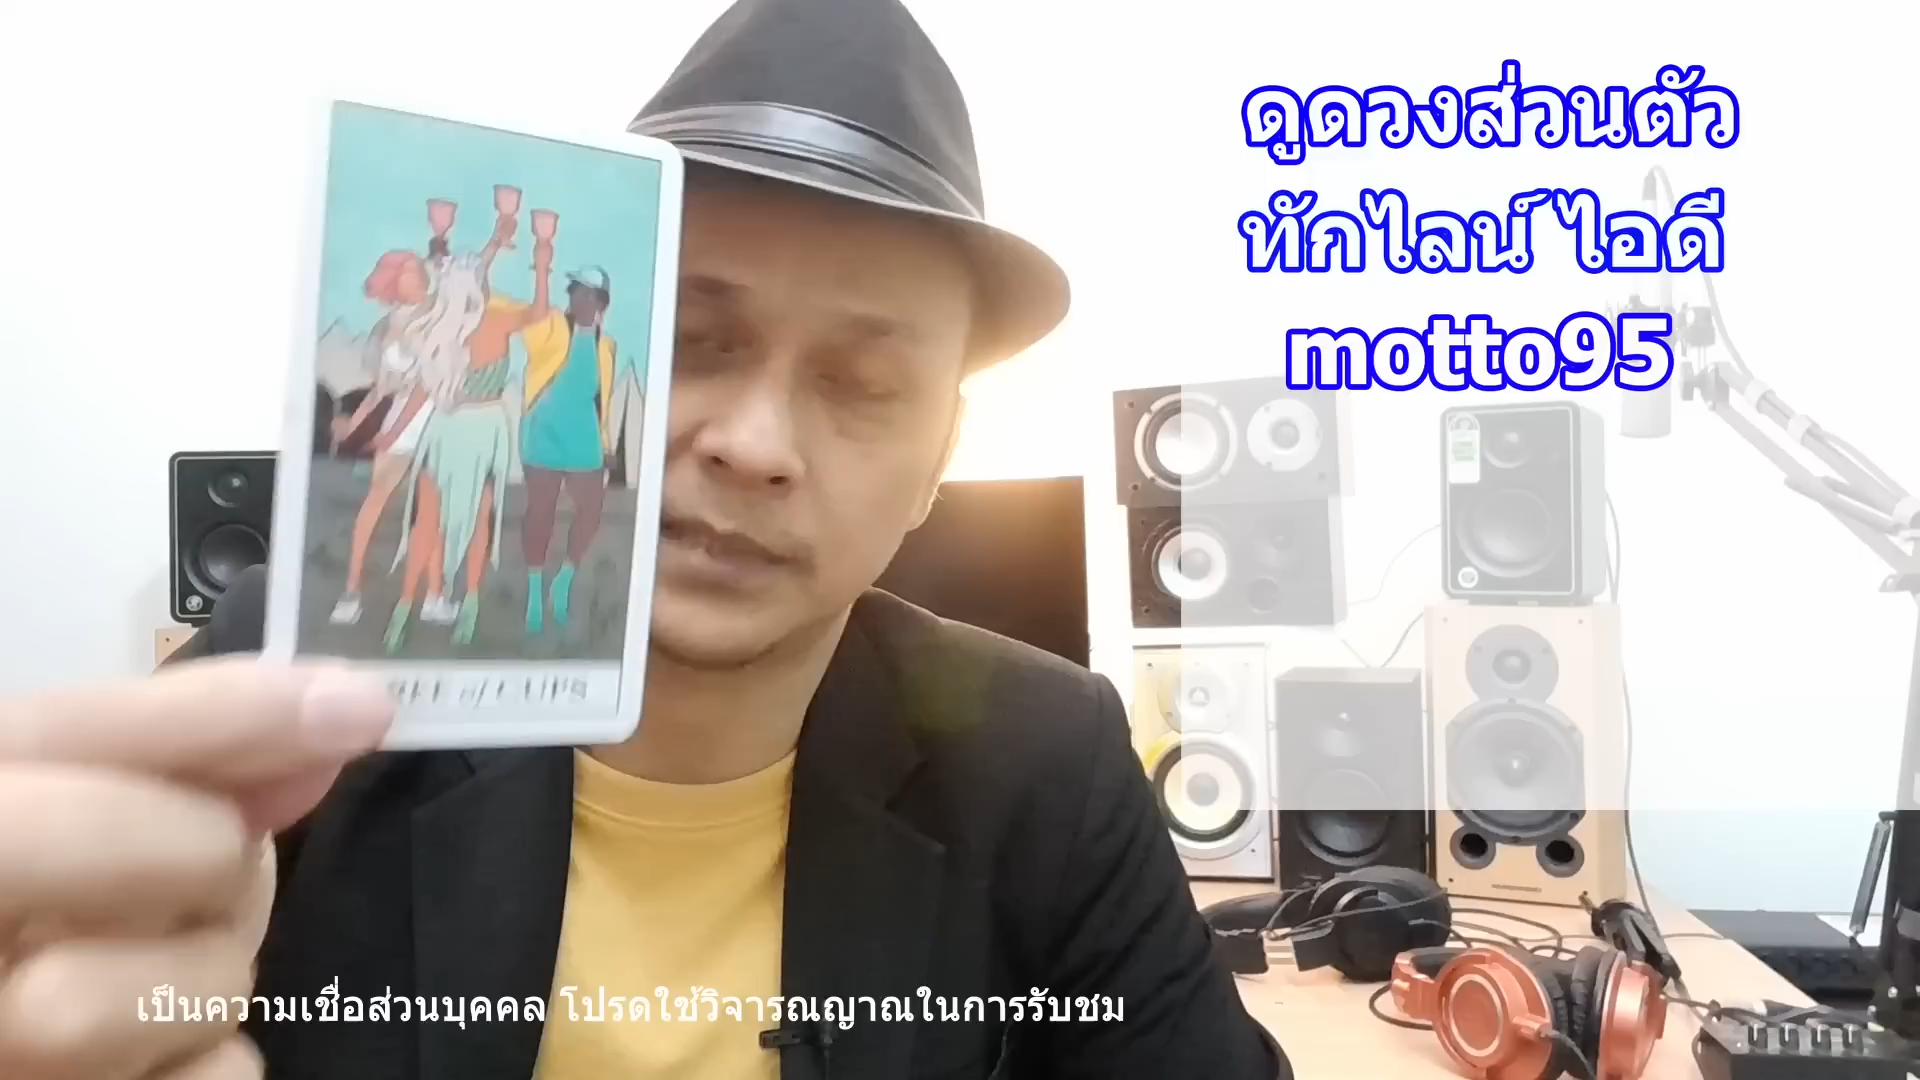 ดูดวงส่วนตัว
ทักไลน์ ไอดี
motto95
of CUPS
เป็นความเชื่อส่วนบุคคล โปรดใช้วิจารณญาณในการรับชม